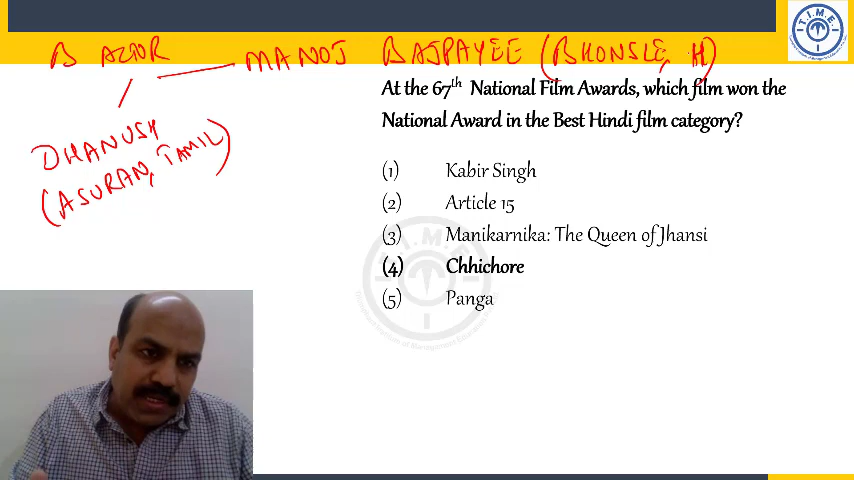 B ACTOR MANOJ BAJPAYEE (BHONSLE, H)
DHANUSH
(ASURAN, TAMIL)
T.I.M.E.
At the 67th National Film Awards, which film won the
National Award in the Best Hindi film category?
(1) Kabir Singh
(2) Article 15
(3) Manikarnika: The Queen of Jhansi
(4) Chhichore
(5) Panga
T.I.M.E.